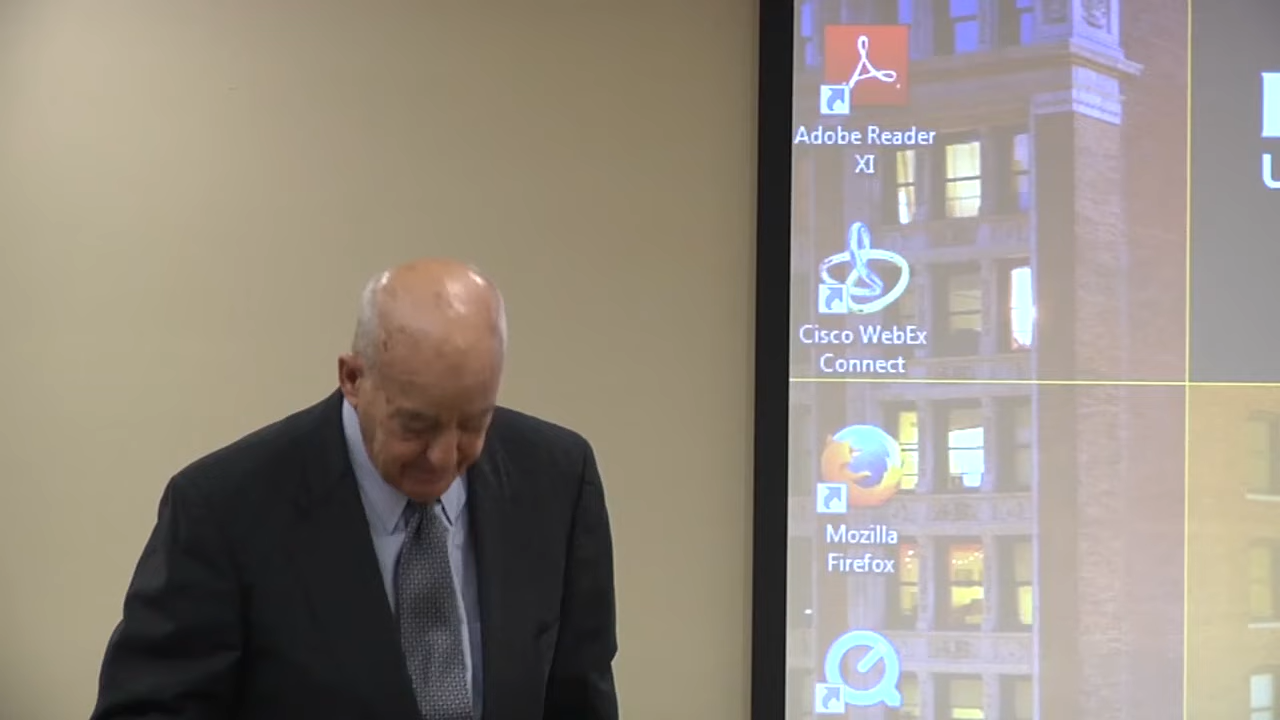 Adobe Reader
XI
Cisco WebEx
Connect
Mozilla
Firefox